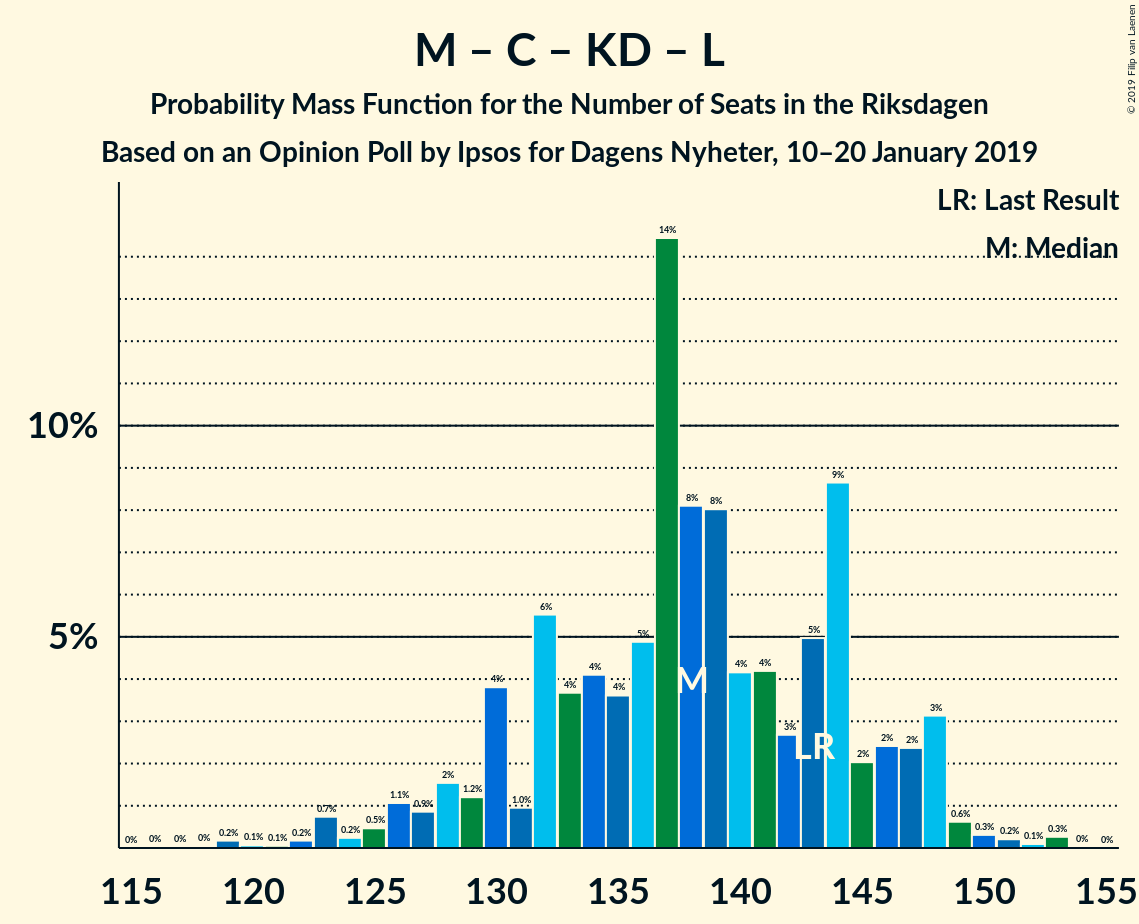 M – C – KD – L
Probability Mass Function for the Number of Seats in the Riksdagen
Based on an Opinion Poll by Ipsos for Dagens Nyheter, 10–20 January 2019
© 2019 Filip van Laenen
LR: Last Result
M: Median
10%
5%
0% 0% 0% 0% 0.2% 0.1% 0.1% 0.2% 0.7% 0.2% 0.5% 1.1% 0.9% 2% 1.2% 4% 1.0% 6% 4% 4% 4% 5% 14% 8% 8% 4% 4% 3% 5% 9% 2% 2% 2% 3% 0.6% 0.3% 0.2% 0.1% 0.3% 0% 0%
M
LR
115 120 125 130 135 140 145 150 155